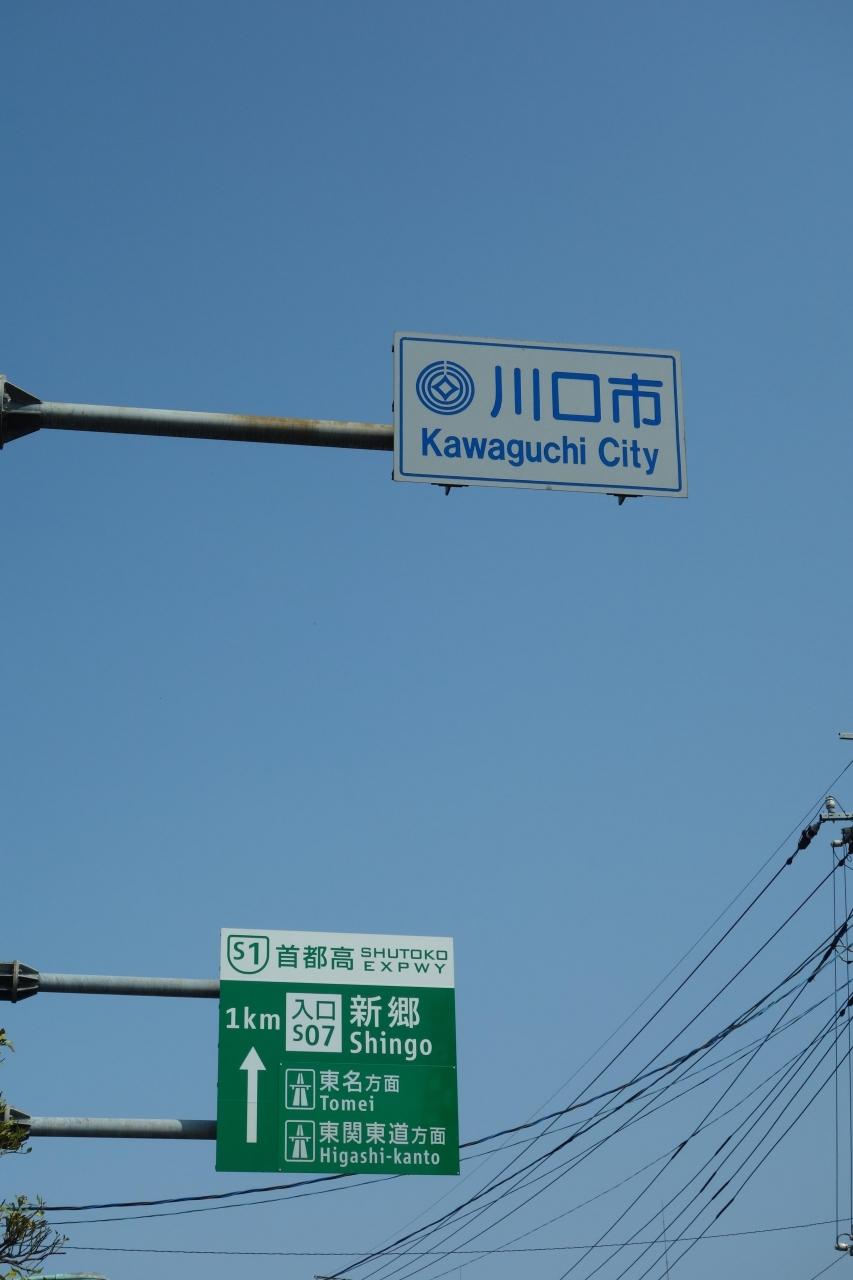 川口市
Kawaguchi City
S1 首都高 SHUTOKO EXPWY
1km 入口 S07 新郷 Shingo
東名方面
Tomei
東関東道方面
Higashi-kanto